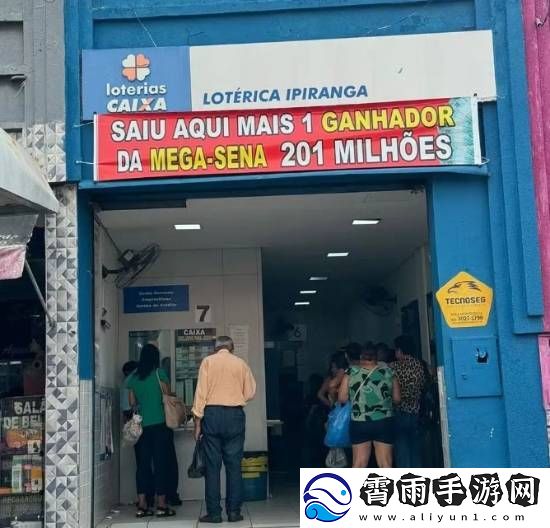 loterias
CAIXA
LOTÉRICA IPIRANGA
SAIU AQUI MAIS 1 GANHADOR
DA MEGA-SENA 201 MILHÕES
7
CAIXA
6
TECNOSEG
霄雨手游网
www.aliyun1.com